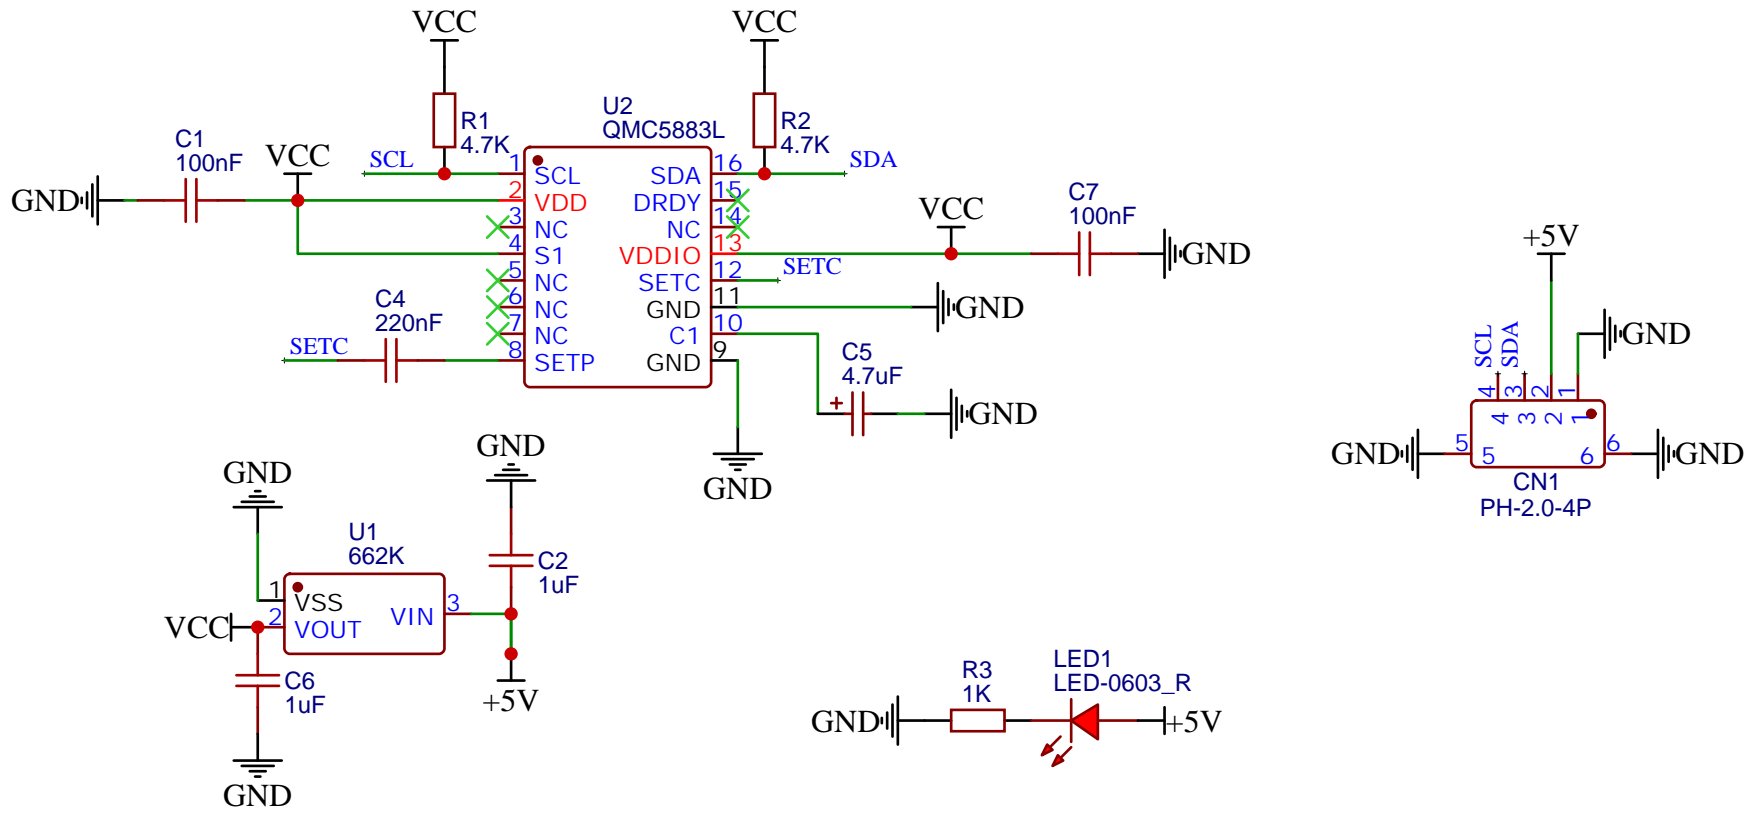 VCC
VCC
R1
4.7K
U2
QMC5883L
R2
4.7K
C1
100nF
VCC
GND
SCL
SDA
1
SCL
2
VDD
3
NC
4
S1
5
NC
6
NC
7
NC
8
SETP
16
SDA
15
DRDY
14
NC
13
VDDIO
12
SETC
11
GND
10
C1
9
GND
VCC
C7
100nF
GND
SETC
GND
C4
220nF
SETC
C5
4.7uF
+
GND
GND
+5V
GND
SCL
SDA
4
3
2
1
4
3
2
1
GND
5
5
6
6
GND
CN1
PH-2.0-4P
GND
GND
U1
662K
C2
1uF
1
VSS
2
VOUT
VIN
3
VCC
C6
1uF
+5V
GND
R3
1K
LED1
LED-0603_R
GND
+5V